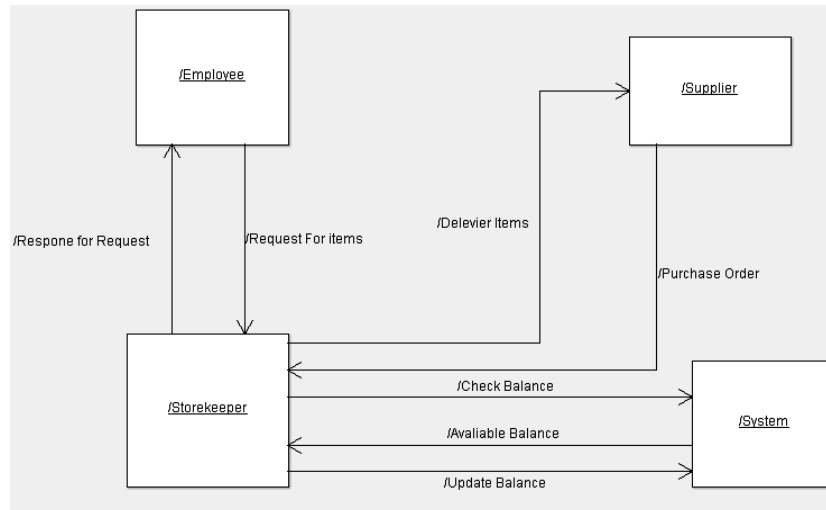 /Employee
/Supplier
/Delevier Items
/Respone for Request
/Request For items
/Purchase Order
/Check Balance
/Storekeeper
/System
/Avaliable Balance
/Update Balance